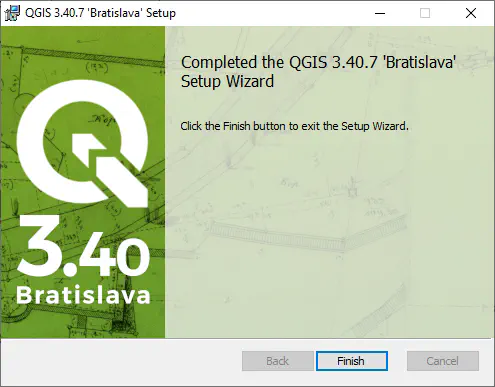 QGIS 3.40.7 'Bratislava' Setup
Completed the QGIS 3.40.7 'Bratislava'
Setup Wizard
Click the Finish button to exit the Setup Wizard.
3.40
Bratislava
Back
Finish
Cancel